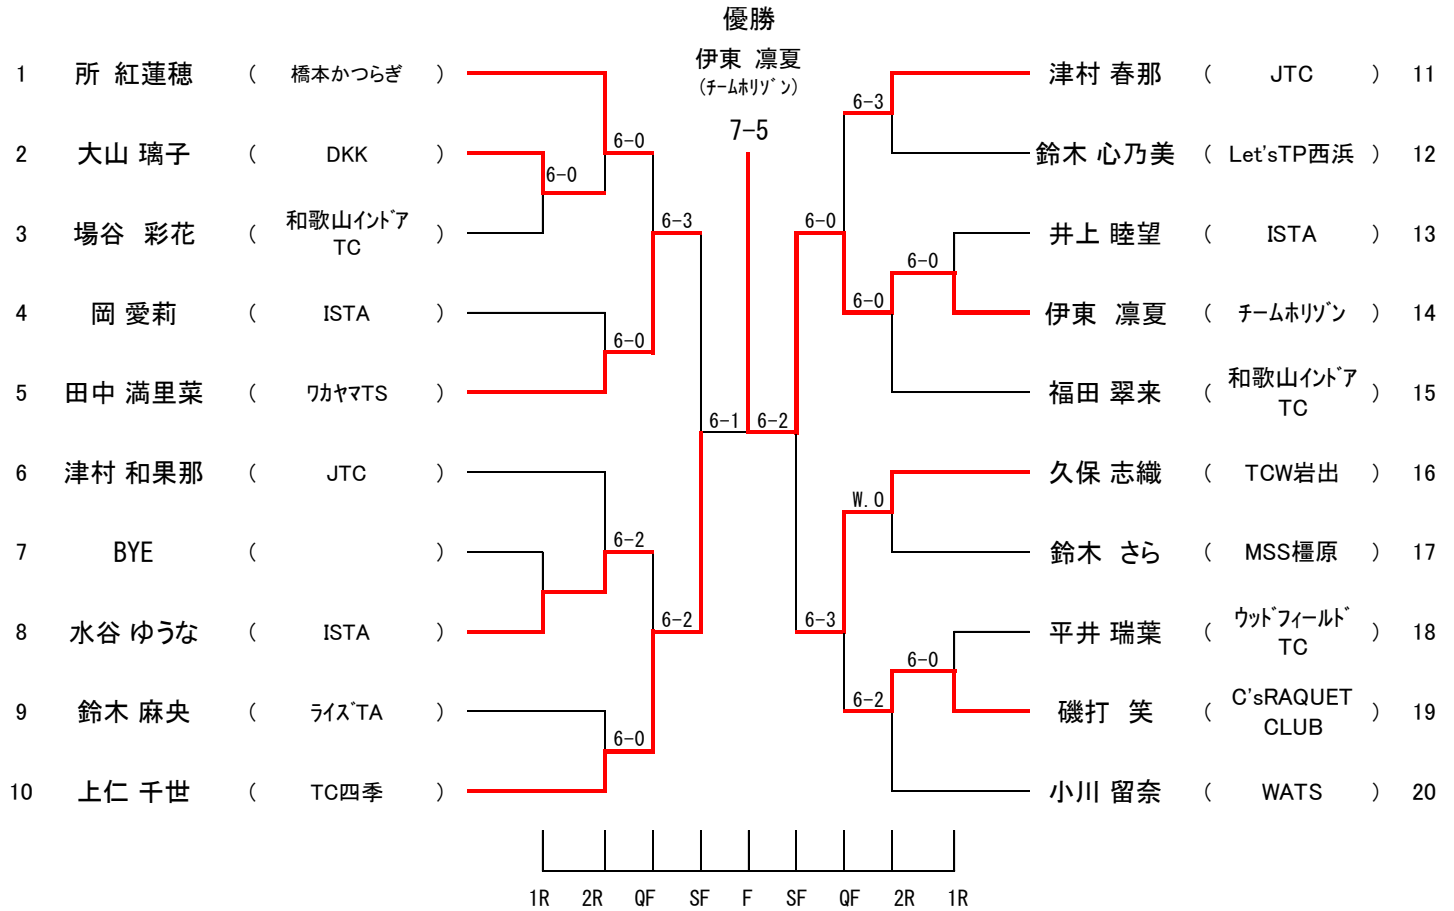 優勝
伊東 凛夏
(チームホリゾン)
7-5
1 所 紅蓮穂 ( 橋本かつらぎ )
2 大山 璃子 ( DKK )
3 場谷 彩花 ( 和歌山インドア
TC )
4 岡 愛莉 ( ISTA )
5 田中 満里菜 ( ワカヤマTS )
6 津村 和果那 ( JTC )
7 BYE ( )
8 水谷 ゆうな ( ISTA )
9 鈴木 麻央 ( ライズTA )
10 上仁 千世 ( TC四季 )
6-0
6-0
6-3
6-0
6-1
6-2
6-2
6-0
6-3
6-0
6-0
6-0
6-2
W.O
6-3
6-0
6-2
津村 春那 ( JTC ) 11
鈴木 心乃美 ( Let'sTP西浜 ) 12
井上 睦望 ( ISTA ) 13
伊東 凛夏 ( チームホリゾン ) 14
福田 翠来 ( 和歌山インドア
TC ) 15
久保 志織 ( TCW岩出 ) 16
鈴木 さら ( MSS橿原 ) 17
平井 瑞葉 ( ウッドフィールド
TC ) 18
磯打 笑 ( C'sRAQUET
CLUB ) 19
小川 留奈 ( WATS ) 20
1R 2R QF SF F SF QF 2R 1R